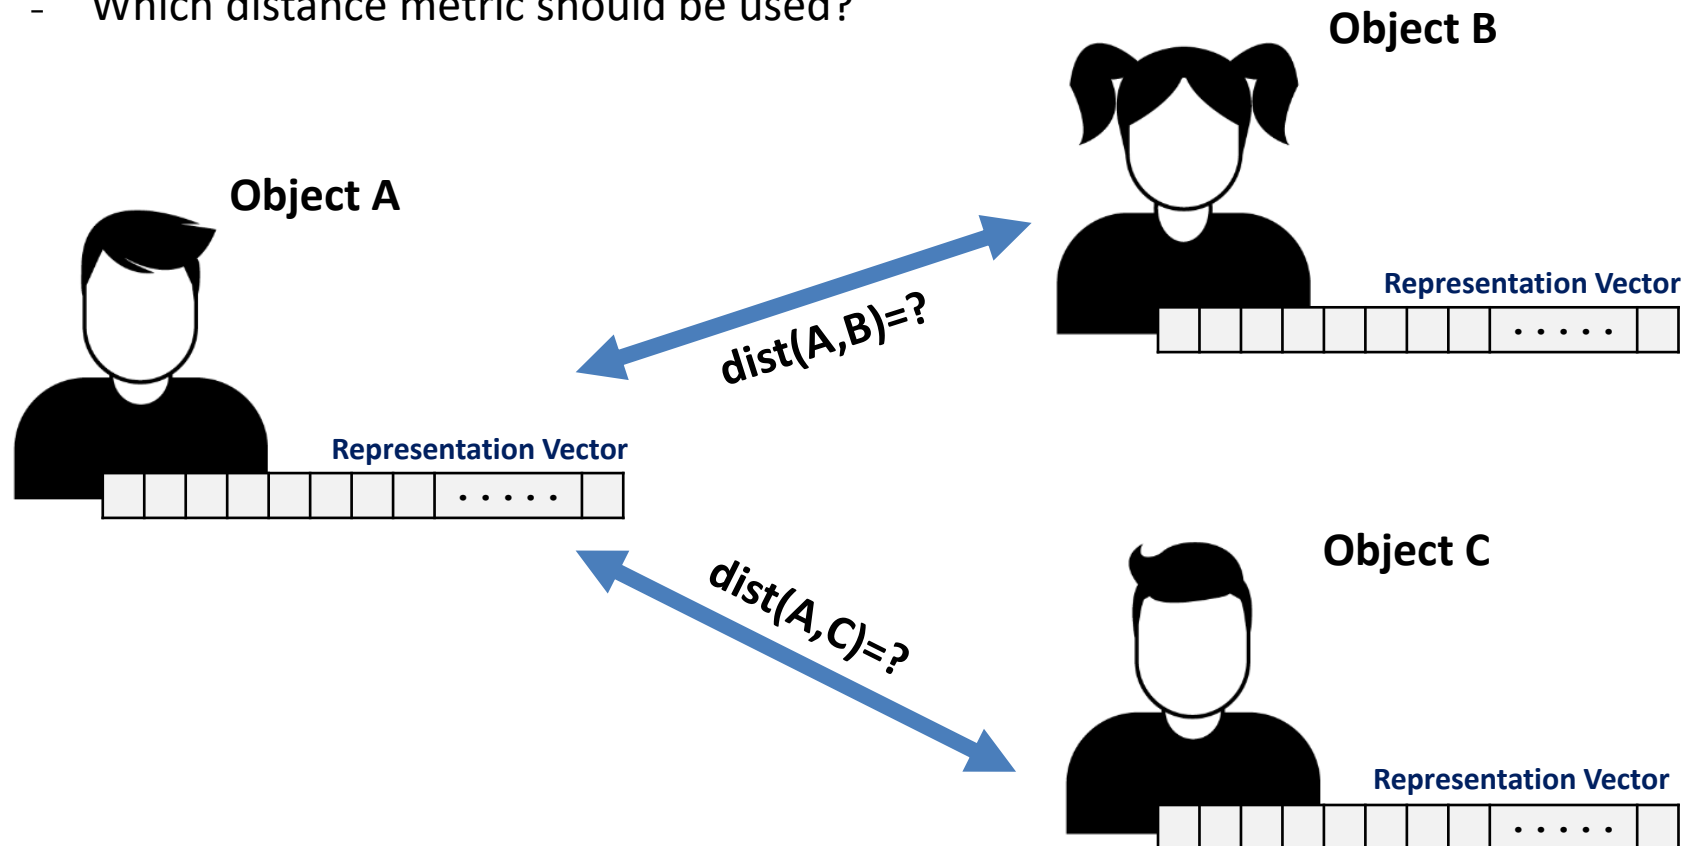 - Which distance metric should be used?
Object B
Object A
Representation Vector
dist(A,B)=?
Representation Vector
dist(A,C)=?
Object C
Representation Vector